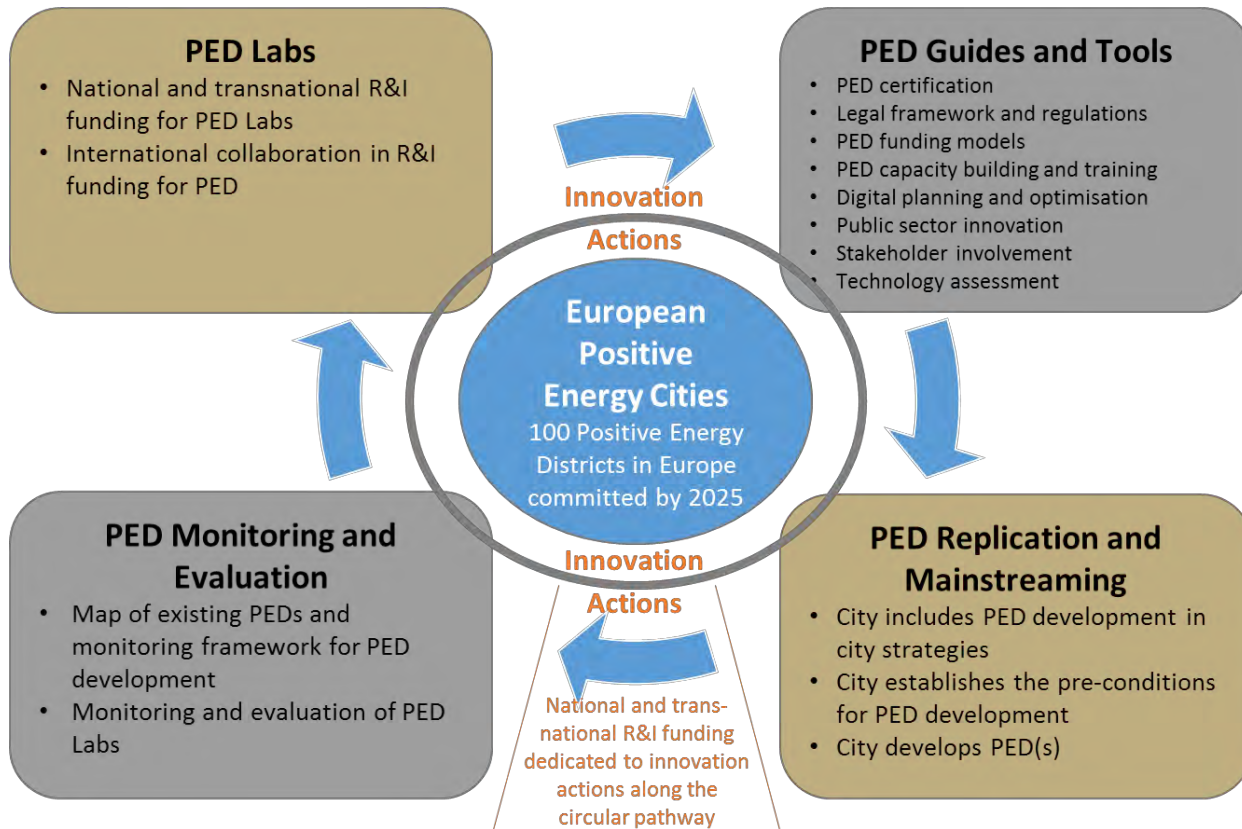 PED Labs
• National and transnational R&I
funding for PED Labs
• International collaboration in R&I
funding for PED
PED Guides and Tools
• PED certification
• Legal framework and regulations
• PED funding models
• PED capacity building and training
• Digital planning and optimisation
• Public sector innovation
• Stakeholder involvement
• Technology assessment
Innovation
Actions
European
Positive
Energy Cities
100 Positive Energy
Districts in Europe
committed by 2025
Innovation
Actions
PED Monitoring and
Evaluation
• Map of existing PEDs and
monitoring framework for PED
development
• Monitoring and evaluation of PED
Labs
PED Replication and
Mainstreaming
• City includes PED development in
city strategies
• City establishes the pre-conditions
for PED development
• City develops PED(s)
National and trans-
national R&I funding
dedicated to innovation
actions along the
circular pathway